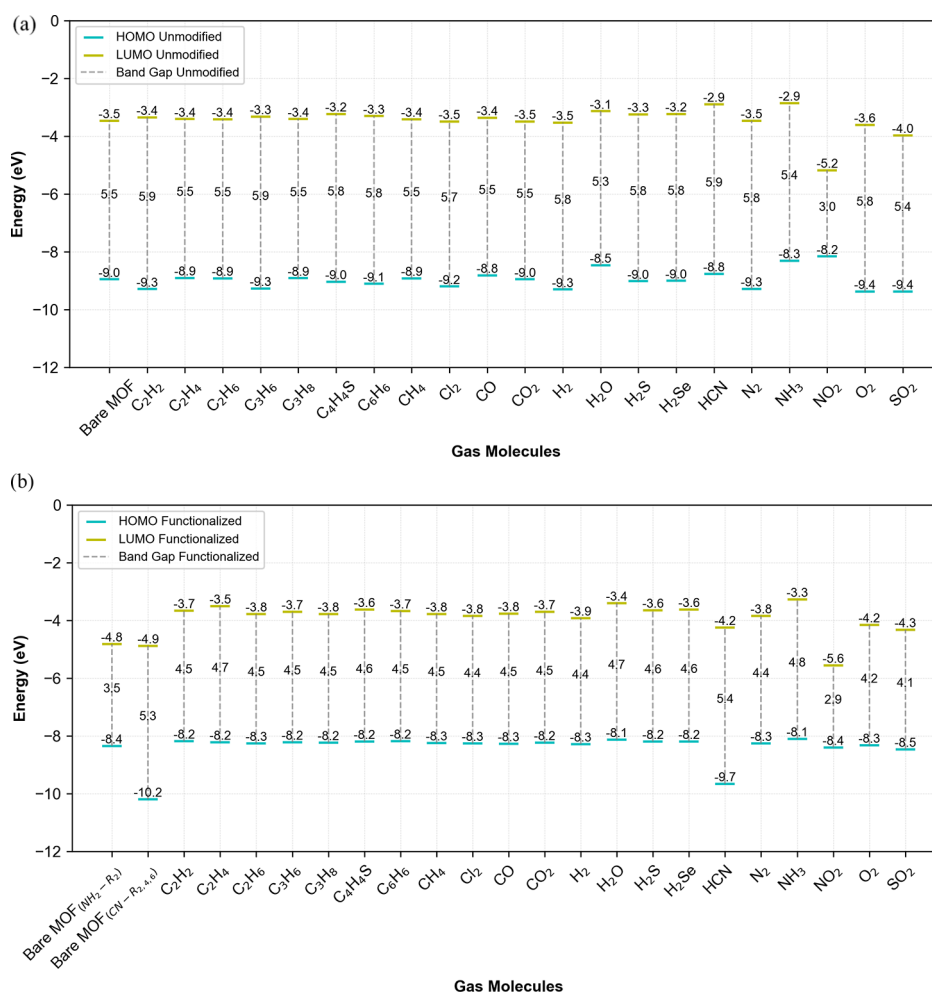 (a)
0
−2
−4
−6
−8
−10
−12
Energy (eV)
HOMO Unmodified
LUMO Unmodified
Band Gap Unmodified
-3.5 -3.4 -3.4 -3.4 -3.3 -3.4 -3.2 -3.3 -3.4 -3.5 -3.4 -3.5 -3.5 -3.1 -3.3 -3.2 -2.9 -3.5 -2.9 -5.2 -3.6 -4.0
5.5 5.9 5.5 5.5 5.9 5.5 5.8 5.8 5.5 5.7 5.5 5.5 5.8 5.3 5.8 5.8 5.9 5.8 5.4 3.0 5.8 5.4
-9.0 -9.3 -8.9 -8.9 -9.3 -8.9 -9.0 -9.1 -8.9 -9.2 -8.8 -9.0 -9.3 -8.5 -9.0 -9.0 -8.8 -9.3 -8.3 -8.2 -9.4 -9.4
Bare MOF C₂H₂ C₂H₄ C₂H₆ C₃H₆ C₃H₈ C₄H₄S C₆H₆ CH₄ Cl₂ CO CO₂ H₂ H₂O H₂S H₂Se HCN N₂ NH₃ NO₂ O₂ SO₂
Gas Molecules
(b)
0
−2
−4
−6
−8
−10
−12
Energy (eV)
HOMO Functionalized
LUMO Functionalized
Band Gap Functionalized
-4.8 -4.9 -3.7 -3.5 -3.8 -3.7 -3.8 -3.6 -3.7 -3.8 -3.8 -3.8 -3.7 -3.9 -3.4 -3.6 -3.6 -4.2 -3.8 -3.3 -5.6 -4.2 -4.3
3.5 5.3 4.5 4.7 4.5 4.5 4.5 4.6 4.5 4.5 4.4 4.5 4.5 4.4 4.7 4.6 4.6 5.4 4.4 4.8 2.9 4.2 4.1
-8.4 -10.2 -8.2 -8.2 -8.3 -8.2 -8.2 -8.2 -8.2 -8.3 -8.3 -8.3 -8.2 -8.3 -8.1 -8.2 -8.2 -9.7 -8.3 -8.1 -8.4 -8.3 -8.5
Bare MOF(NH₂−R₂) Bare MOF(CN−R₂,₄,₆) C₂H₂ C₂H₄ C₂H₆ C₃H₆ C₃H₈ C₄H₄S C₆H₆ CH₄ Cl₂ CO CO₂ H₂ H₂O H₂S H₂Se HCN N₂ NH₃ NO₂ O₂ SO₂
Gas Molecules